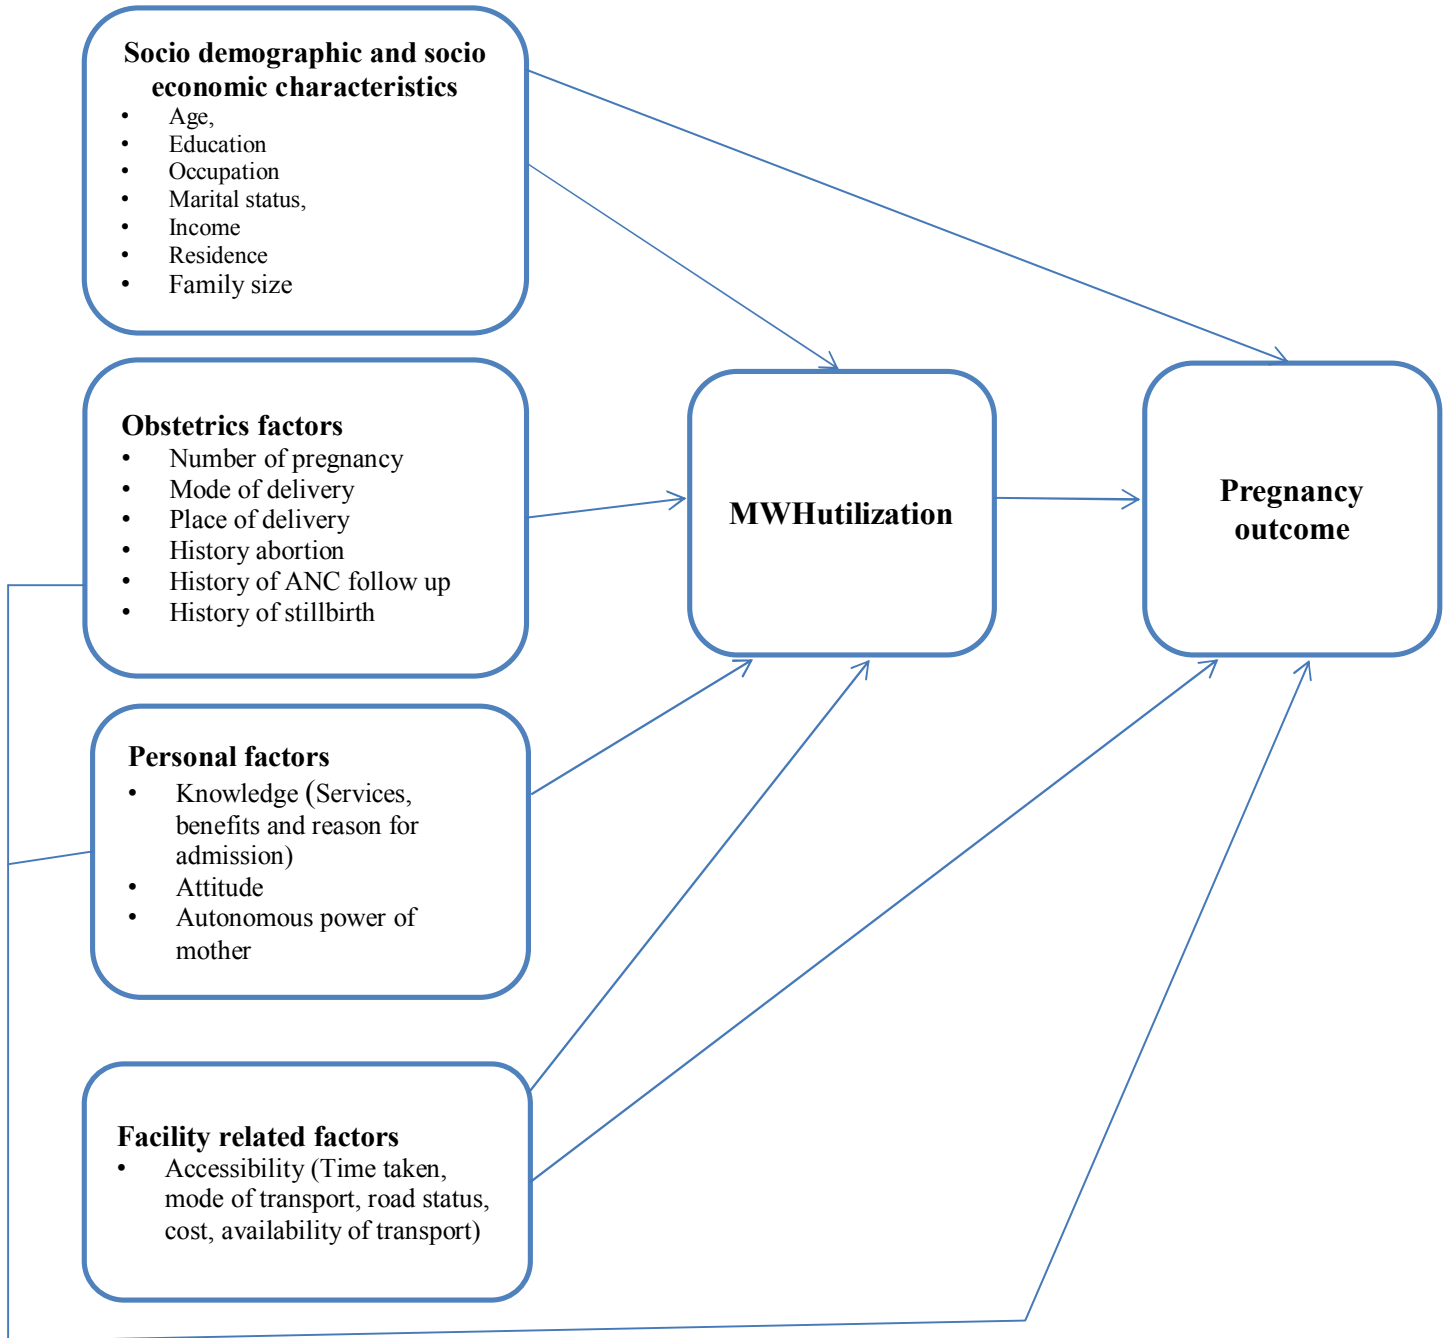 Socio demographic and socio
economic characteristics
• Age,
• Education
• Occupation
• Marital status,
• Income
• Residence
• Family size
Obstetrics factors
• Number of pregnancy
• Mode of delivery
• Place of delivery
• History abortion
• History of ANC follow up
• History of stillbirth
MWHutilization
Pregnancy
outcome
Personal factors
• Knowledge (Services,
benefits and reason for
admission)
• Attitude
• Autonomous power of
mother
Facility related factors
• Accessibility (Time taken,
mode of transport, road status,
cost, availability of transport)